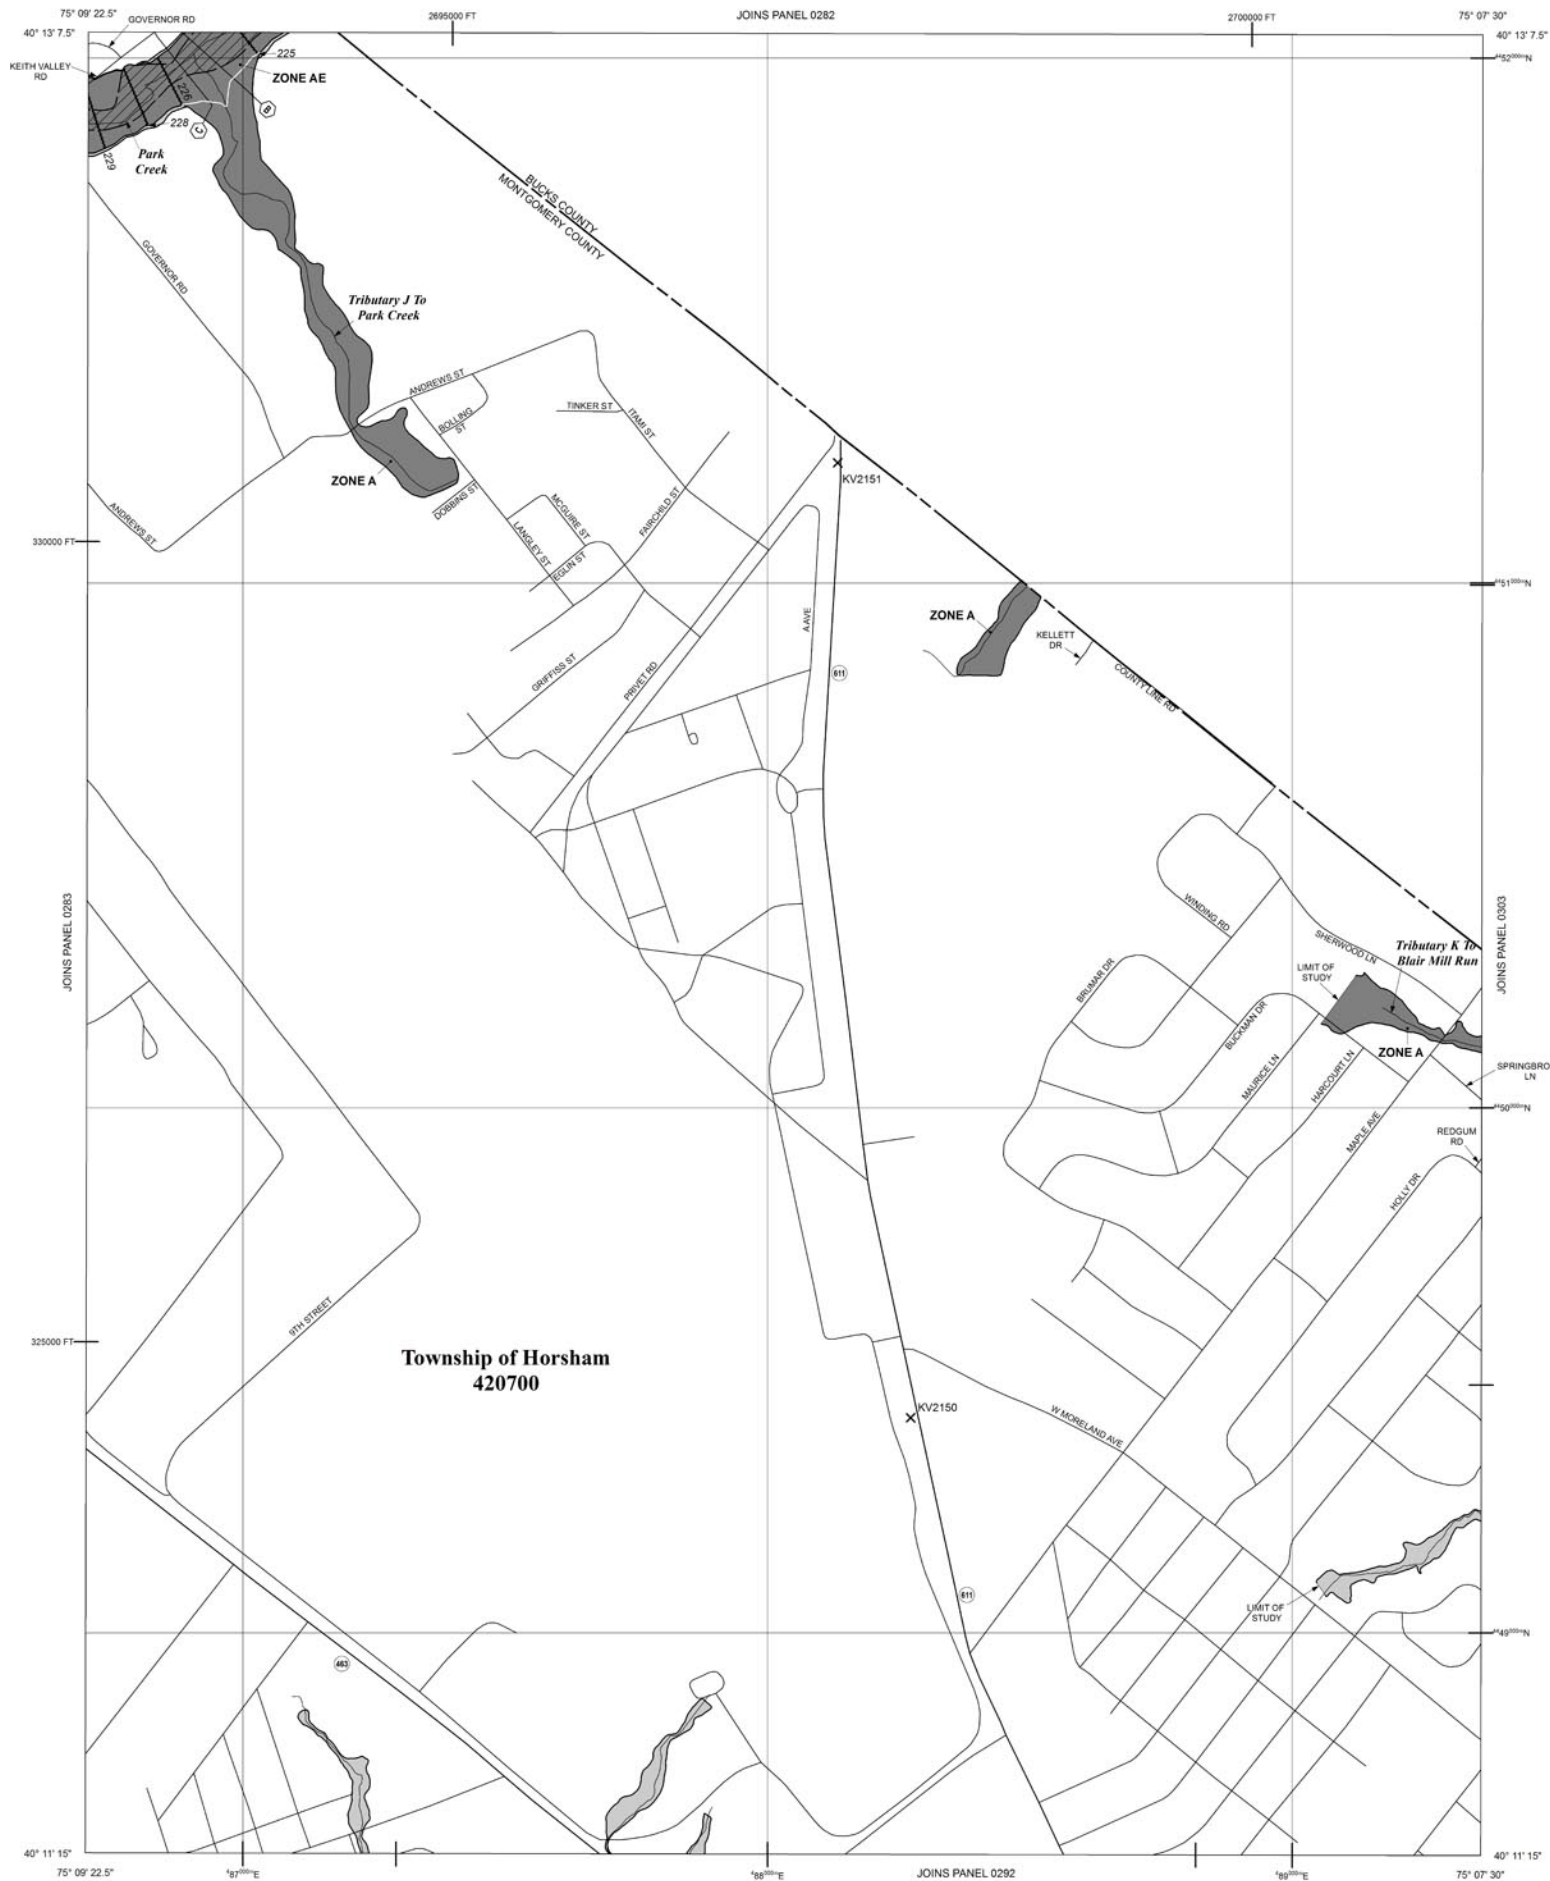 75° 09' 22.5"
GOVERNOR RD
2695000 FT
JOINS PANEL 0282
2700000 FT
75° 07' 30"
40° 13' 7.5"
40° 13' 7.5"
KEITH VALLEY
RD
225
ZONE AE
4452000mN
226
B
228
J
229
Park
Creek
BUCKS COUNTY
MONTGOMERY COUNTY
GOVERNOR RD
Tributary J To
Park Creek
ANDREWS ST
BOLLING
ST
TINKER ST
ITAMI ST
ZONE A
KV2151
DOBBINS ST
ANDREWS ST
LANGLEY ST
MCGUIRE ST
FAIRCHILD ST
EGLIN ST
330000 FT
4451000mN
A AVE
ZONE A
KELLETT
DR
GRIFFISS ST
PRIVET RD
611
COUNTY LINE RD
JOINS PANEL 0283
JOINS PANEL 0303
WINDING RD
SHERWOOD LN
Tributary K To
Blair Mill Run
LIMIT OF
STUDY
BRUMAR DR
BUCKMAN DR
ZONE A
MAURICE LN
HARCOURT LN
SPRINGBRO
LN
4450000mN
MAPLE AVE
REDGUM
RD
HOLLY DR
9TH STREET
325000 FT
Township of Horsham
420700
KV2150
W MORELAND AVE
611
LIMIT OF
STUDY
4449000mN
463
40° 11' 15"
40° 11' 15"
75° 09' 22.5"
487000mE
488000mE
JOINS PANEL 0292
489000mE
75° 07' 30"